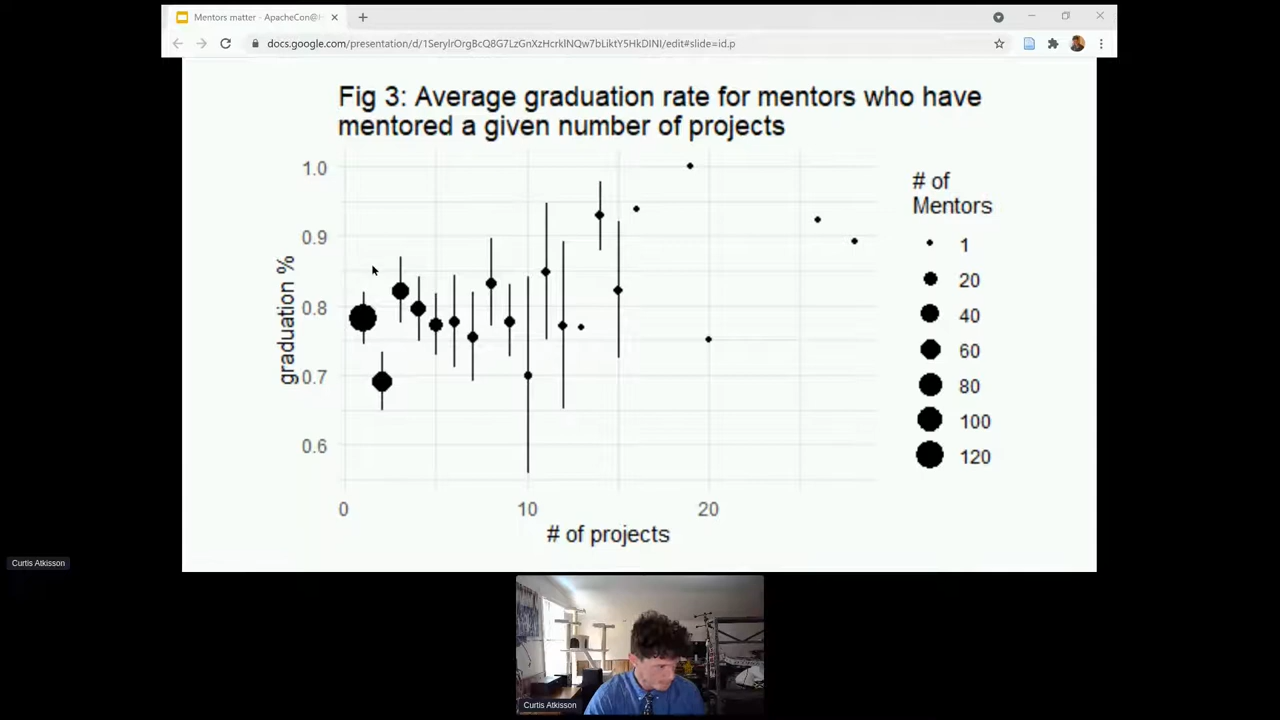 Mentors matter - ApacheCon@H
docs.google.com/presentation/d/1SerylrOrgBcQ8G7LzGnXzHcrklNQw7bLiktY5HkDINI/edit#slide=id.p
Fig 3: Average graduation rate for mentors who have
mentored a given number of projects
graduation %
1.0
0.9
0.8
0.7
0.6
0
10
20
# of projects
# of
Mentors
1
20
40
60
80
100
120
Curtis Atkisson
Curtis Atkisson